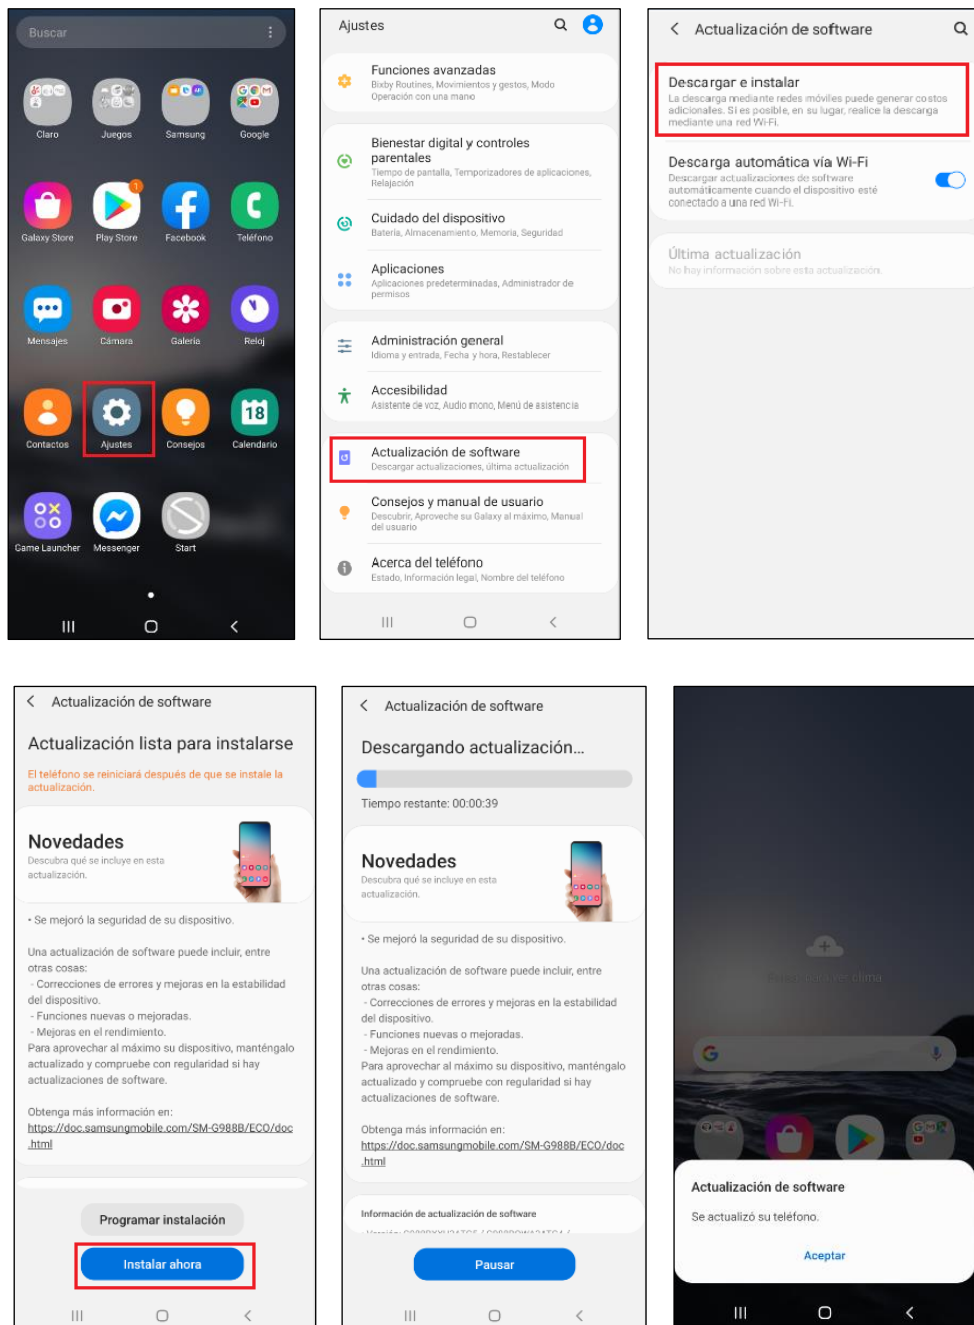 Buscar
Claro
Juegos
Samsung
Google
1
Galaxy Store
Play Store
Facebook
Teléfono
Mensajes
Cámara
Galería
Reloj
18
Contactos
Ajustes
Consejos
Calendario
Game Launcher
Messenger
Start
Ajustes
Funciones avanzadas
Bixby Routines, Movimientos y gestos, Modo
Operación con una mano
Bienestar digital y controles
parentales
Tiempo de pantalla, Temporizadores de aplicaciones,
Relajación
Cuidado del dispositivo
Batería, Almacenamiento, Memoria, Seguridad
Aplicaciones
Aplicaciones predeterminadas, Administrador de
permisos
Administración general
Idioma y entrada, Fecha y hora, Restablecer
Accesibilidad
Asistente de voz, Audio mono, Menú de asistencia
Actualización de software
Descargar actualizaciones, última actualización
Consejos y manual de usuario
Descubrir, Aproveche su Galaxy al máximo, Manual
del usuario
Acerca del teléfono
Estado, Información legal, Nombre del teléfono
Actualización de software
Descargar e instalar
La descarga mediante redes móviles puede generar costos
adicionales. Si es posible, en su lugar, realice la descarga
mediante una red Wi-Fi.
Descarga automática vía Wi-Fi
Descargar actualizaciones de software
automáticamente cuando el dispositivo esté
conectado a una red Wi-Fi.
Última actualización
No hay información sobre esta actualización.
Actualización de software
Actualización lista para instalarse
El teléfono se reiniciará después de que se instale la
actualización.
Novedades
Descubra qué se incluye en esta
actualización.
• Se mejoró la seguridad de su dispositivo.
Una actualización de software puede incluir, entre
otras cosas:
- Correcciones de errores y mejoras en la estabilidad
del dispositivo.
- Funciones nuevas o mejoradas.
- Mejoras en el rendimiento.
Para aprovechar al máximo su dispositivo, manténgalo
actualizado y compruebe con regularidad si hay
actualizaciones de software.
Obtenga más información en:
https://doc.samsungmobile.com/SM-G988B/ECO/doc
.html
Programar instalación
Instalar ahora
Actualización de software
Descargando actualización...
Tiempo restante: 00:00:39
Novedades
Descubra qué se incluye en esta
actualización.
• Se mejoró la seguridad de su dispositivo.
Una actualización de software puede incluir, entre
otras cosas:
- Correcciones de errores y mejoras en la estabilidad
del dispositivo.
- Funciones nuevas o mejoradas.
- Mejoras en el rendimiento.
Para aprovechar al máximo su dispositivo, manténgalo
actualizado y compruebe con regularidad si hay
actualizaciones de software.
Obtenga más información en:
https://doc.samsungmobile.com/SM-G988B/ECO/doc
.html
Información de actualización de software
Pausar
para ver clima
Actualización de software
Se actualizó su teléfono.
Aceptar